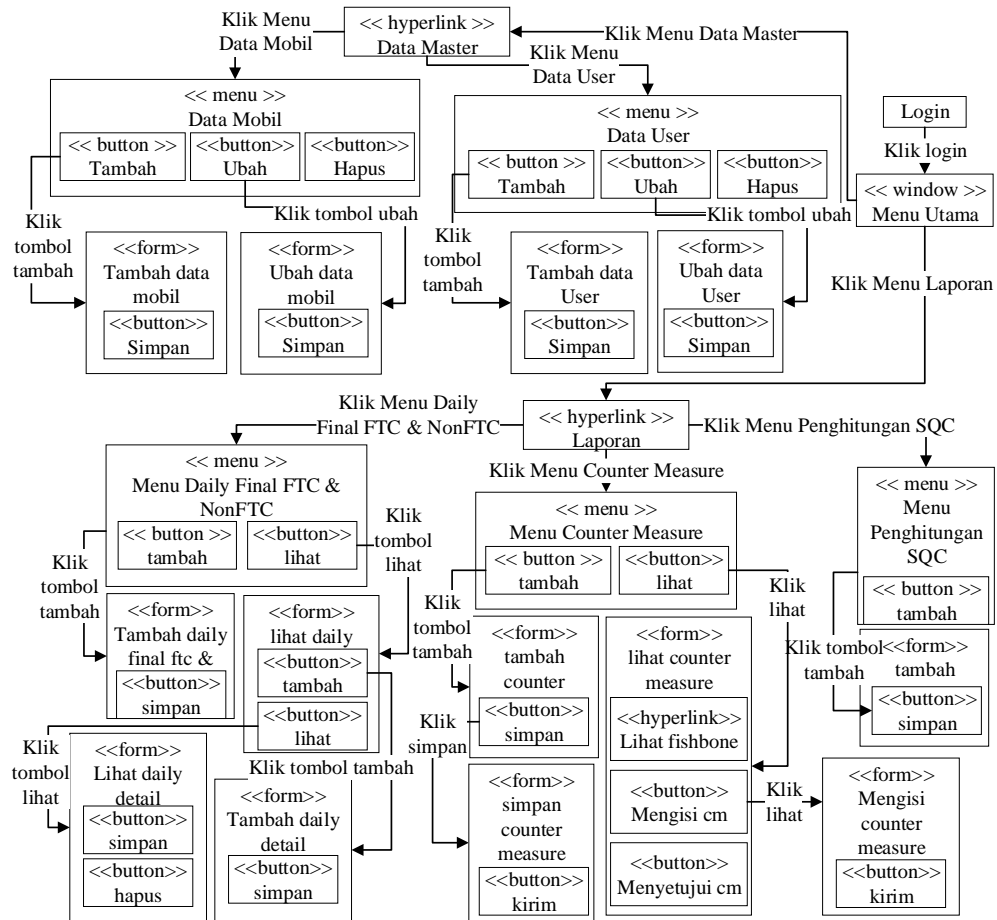 Klik Menu
Data Mobil
<< hyperlink >>
Data Master
Klik Menu Data Master
Klik Menu
Data User
<< menu >>
Data Mobil
<< button >>
Tambah
<<button>>
Ubah
<<button>>
Hapus
<< menu >>
Data User
<< button >>
Tambah
<<button>>
Ubah
<<button>>
Hapus
Login
Klik login
<< window >>
Menu Utama
Klik
tombol
tambah
Klik tombol ubah
<<form>>
Tambah data
mobil
<<button>>
Simpan
<<form>>
Ubah data
mobil
<<button>>
Simpan
Klik
tombol
tambah
Klik tombol ubah
<<form>>
Tambah data
User
<<button>>
Simpan
<<form>>
Ubah data
User
<<button>>
Simpan
Klik Menu Laporan
Klik Menu Daily
Final FTC & NonFTC
<< hyperlink >>
Laporan
Klik Menu Penghitungan SQC
Klik Menu Counter Measure
<< menu >>
Menu Daily Final FTC &
NonFTC
<< button >>
tambah
<<button>>
lihat
Klik
tombol
lihat
Klik
tombol
tambah
<< menu >>
Menu Counter Measure
<< button >>
tambah
<<button>>
lihat
<< menu >>
Menu
Penghitungan
SQC
<< button >>
tambah
<<form>>
Tambah daily
final ftc &
<<button>>
simpan
<<form>>
lihat daily
<<button>>
tambah
<<button>>
lihat
Klik
tombol
tambah
<<form>>
tambah
counter
<<button>>
simpan
Klik
lihat
<<form>>
lihat counter
measure
<<hyperlink>>
Lihat fishbone
<<button>>
Mengisi cm
<<button>>
Menyetujui cm
Klik tombol
tambah
<<form>>
tambah
<<button>>
simpan
Klik
tombol
lihat
<<form>>
Lihat daily
detail
<<button>>
simpan
<<button>>
hapus
Klik tombol tambah
<<form>>
Tambah daily
detail
<<button>>
simpan
Klik
simpan
<<form>>
simpan
counter
measure
<<button>>
kirim
Klik
lihat
<<form>>
Mengisi
counter
measure
<<button>>
kirim